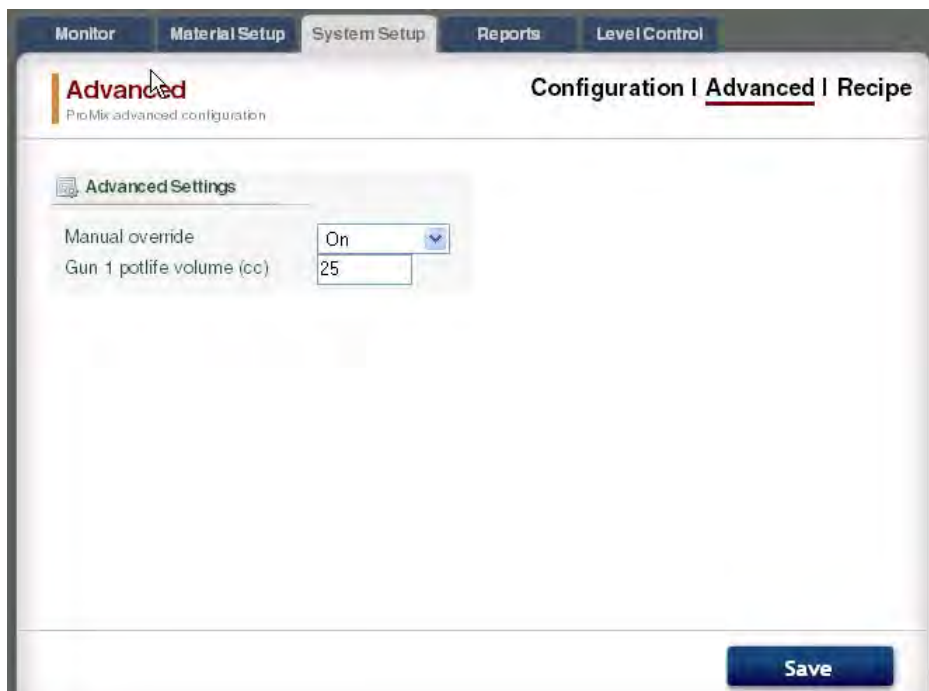 Monitor Material Setup System Setup Reports Level Control
Advanced
ProMix advanced configuration
Configuration | Advanced | Recipe
Advanced Settings
Manual override On
Gun 1 potlife volume (cc) 25
Save